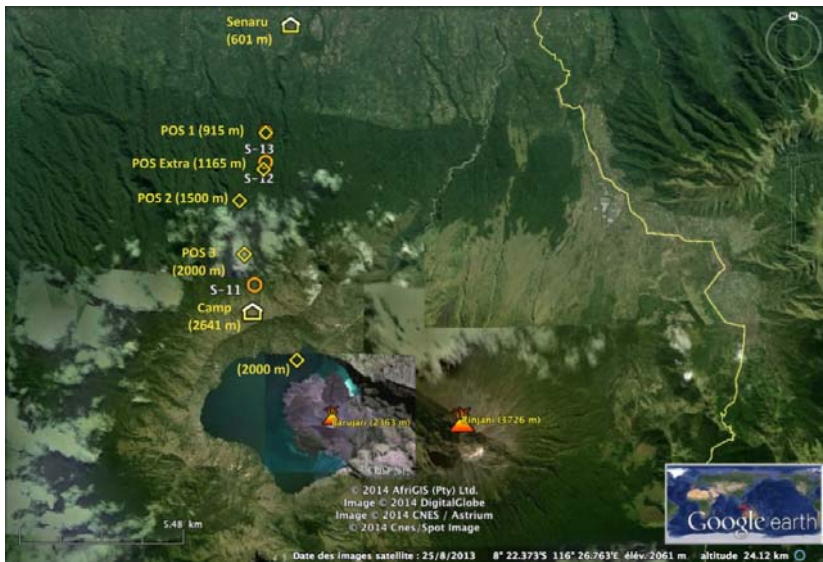 Senaru
(601 m)
N
POS 1 (915 m)
S-13
POS Extra (1165 m)
S-12
POS 2 (1500 m)
POS 3
(2000 m)
S-11
Camp
(2641 m)
(2000 m)
Barujari (2363 m)
Rinjani (3726 m)
© 2014 AfriGIS (Pty) Ltd.
Image © 2014 DigitalGlobe
Image © 2014 CNES / Astrium
© 2014 Cnes/Spot Image
Google earth
5.48 km
Date des images satellite : 25/8/2013 8° 22.373'S 116° 26.763'E élév. 2061 m altitude 24.12 km